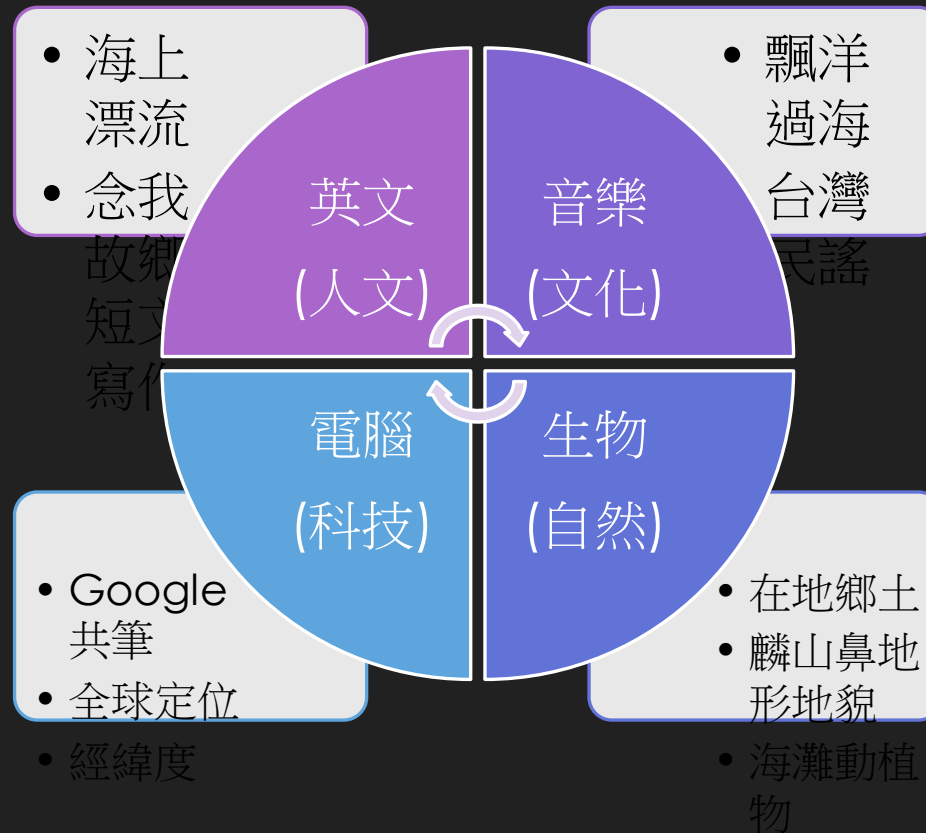 • 海上
漂流
• 念我
故鄉
短文
寫作
英文
(人文)
音樂
(文化)
• 飄洋
過海
台灣
民謠
電腦
(科技)
生物
(自然)
• Google
共筆
• 全球定位
• 經緯度
• 在地鄉土
• 麟山鼻地
形地貌
• 海灘動植
物